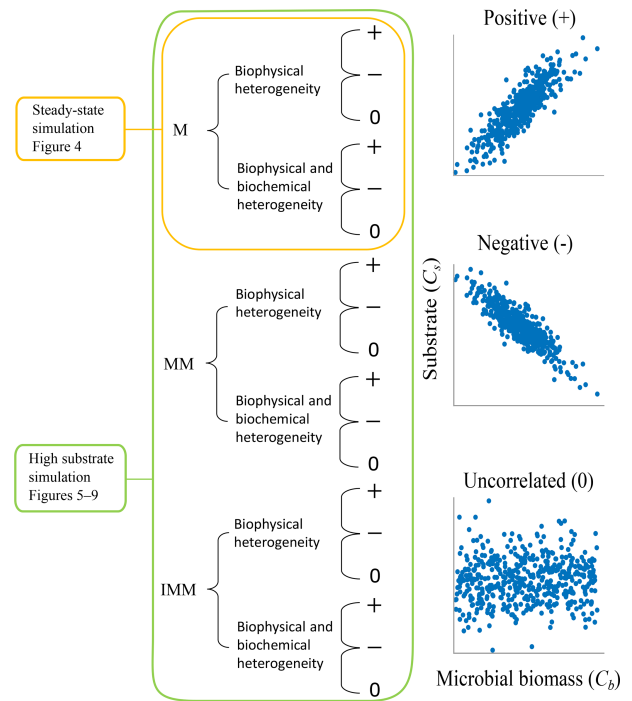 Steady-state
simulation
Figure 4
High substrate
simulation
Figures 5–9
M
Biophysical
heterogeneity
+
−
0
Biophysical and
biochemical
heterogeneity
+
−
0
MM
Biophysical
heterogeneity
+
−
0
Biophysical and
biochemical
heterogeneity
+
−
0
IMM
Biophysical
heterogeneity
+
−
0
Biophysical and
biochemical
heterogeneity
+
−
0
Positive (+)
Negative (-)
Uncorrelated (0)
Substrate (Cs)
Microbial biomass (Cb)